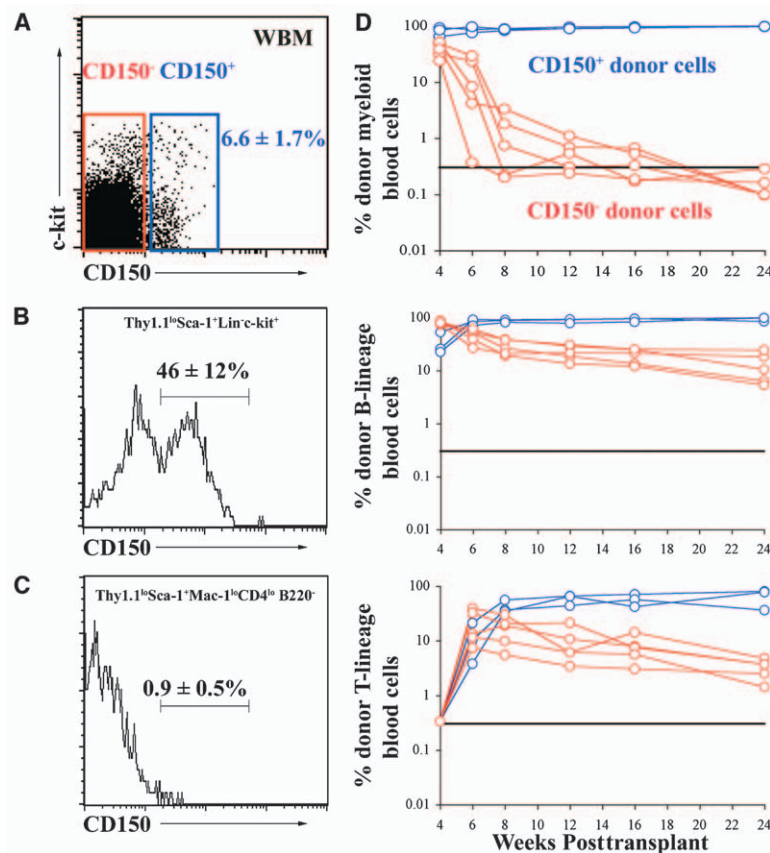 A
WBM
CD150⁻ CD150⁺
6.6 ± 1.7%
c-kit
CD150
B
Thy1.1ˡᵒSca-1⁺Lin⁻c-kit⁺
46 ± 12%
CD150
C
Thy1.1ˡᵒSca-1⁺Mac-1ˡᵒCD4ˡᵒ B220⁻
0.9 ± 0.5%
CD150
D
% donor myeloid
blood cells
100
10
1
0.1
0.01
CD150⁺ donor cells
CD150⁻ donor cells
4 6 8 10 12 14 16 18 20 22 24
% donor B-lineage
blood cells
100
10
1
0.1
0.01
4 6 8 10 12 14 16 18 20 22 24
% donor T-lineage
blood cells
100
10
1
0.1
0.01
4 6 8 10 12 14 16 18 20 22 24
Weeks Posttransplant